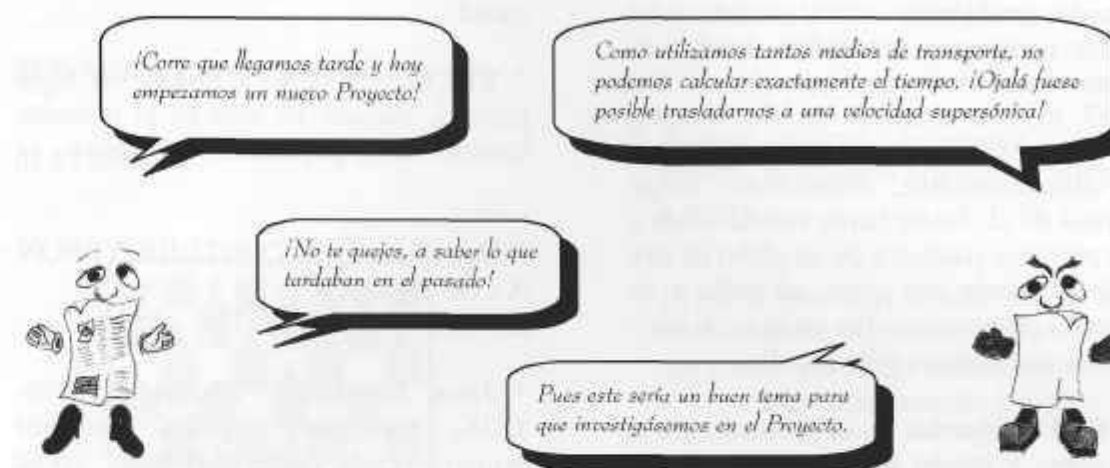 ¡Corre que llegamos tarde y hoy
empezamos un nuevo Proyecto!
Como utilizamos tantos medios de transporte, no
podemos calcular exactamente el tiempo. ¡Ojalá fuese
posible trasladarnos a una velocidad supersónica!
¡No te quejes, a saber lo que
tardaban en el pasado!
Pues este sería un buen tema para
que investigásemos en el Proyecto.